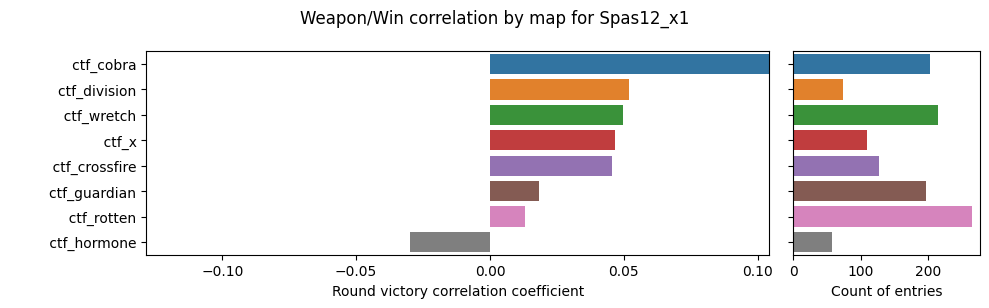 Weapon/Win correlation by map for Spas12_x1
ctf_cobra
ctf_division
ctf_wretch
ctf_x
ctf_crossfire
ctf_guardian
ctf_rotten
ctf_hormone
−0.10 −0.05 0.00 0.05 0.10
Round victory correlation coefficient
0 100 200
Count of entries